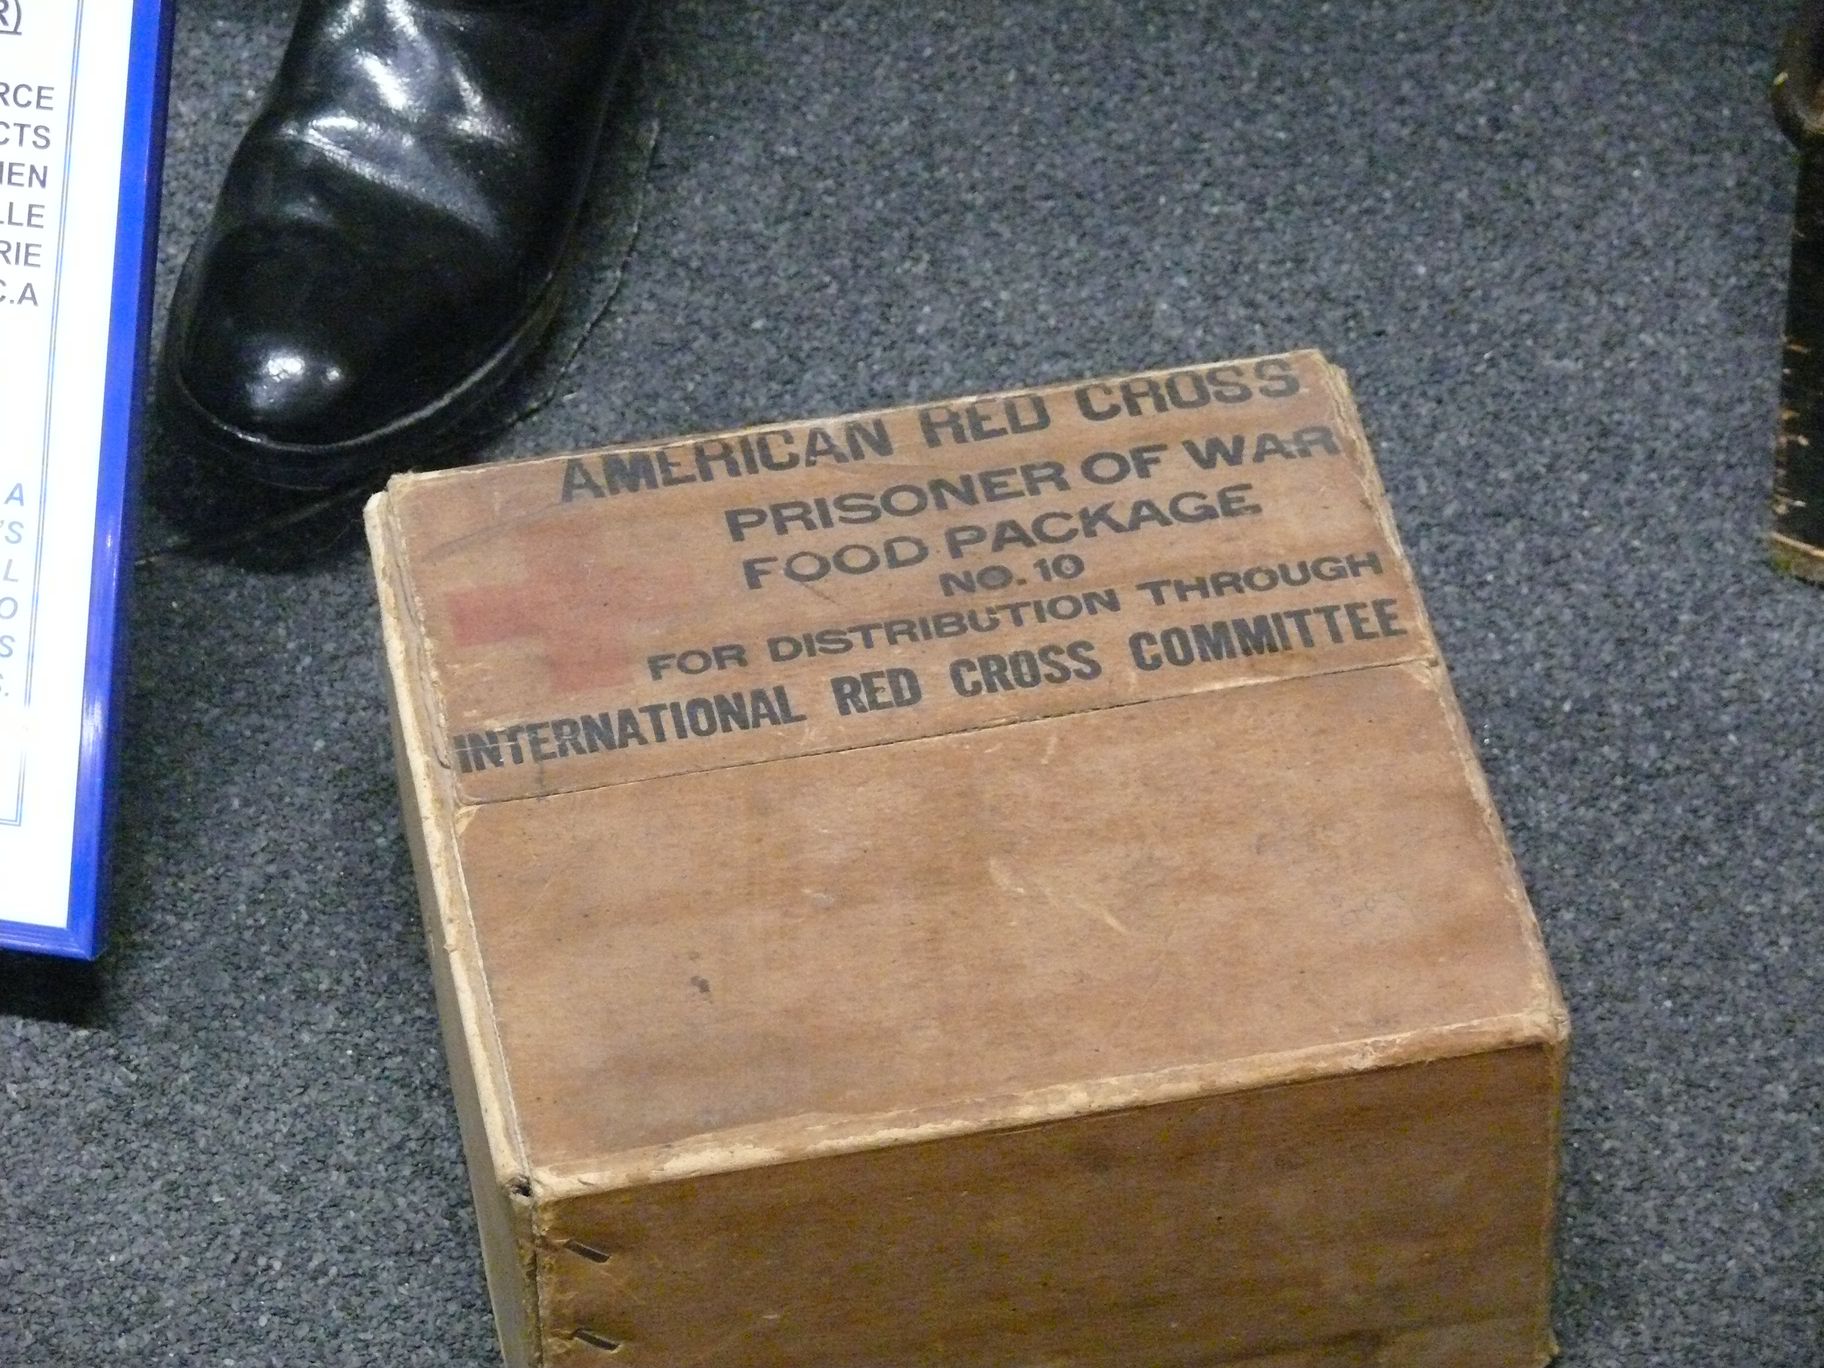 R)
RCE
CTS
MEN
LLE
RIE
C.A
A
'S
L
O
S
AMERICAN RED CROSS
PRISONER OF WAR
FOOD PACKAGE
NO. 10
FOR DISTRIBUTION THROUGH
INTERNATIONAL RED CROSS COMMITTEE